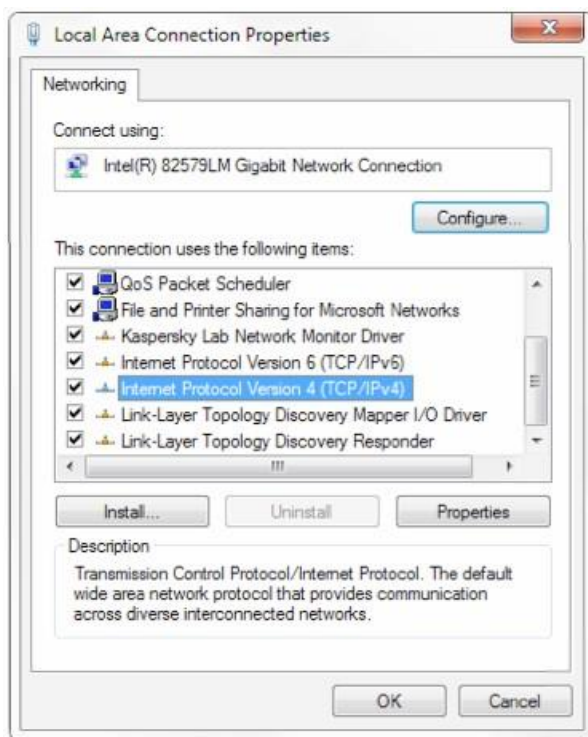 Local Area Connection Properties
Networking
Connect using:
Intel(R) 82579LM Gigabit Network Connection
Configure...
This connection uses the following items:
QoS Packet Scheduler
File and Printer Sharing for Microsoft Networks
Kaspersky Lab Network Monitor Driver
Internet Protocol Version 6 (TCP/IPv6)
Internet Protocol Version 4 (TCP/IPv4)
Link-Layer Topology Discovery Mapper I/O Driver
Link-Layer Topology Discovery Responder
Install...
Uninstall
Properties
Description
Transmission Control Protocol/Internet Protocol. The default
wide area network protocol that provides communication
across diverse interconnected networks.
OK
Cancel